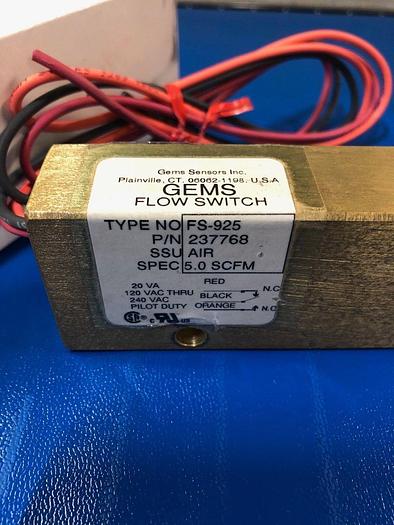 Gems Sensors Inc.
Plainville, CT. 06062-1198, U.S.A
GEMS
FLOW SWITCH
TYPE NO FS-925
P/N 237768
SSU AIR
SPEC 5.0 SCFM
20 VA
120 VAC THRU
240 VAC
PILOT DUTY
RED
BLACK
ORANGE
N.C
N.C
c us